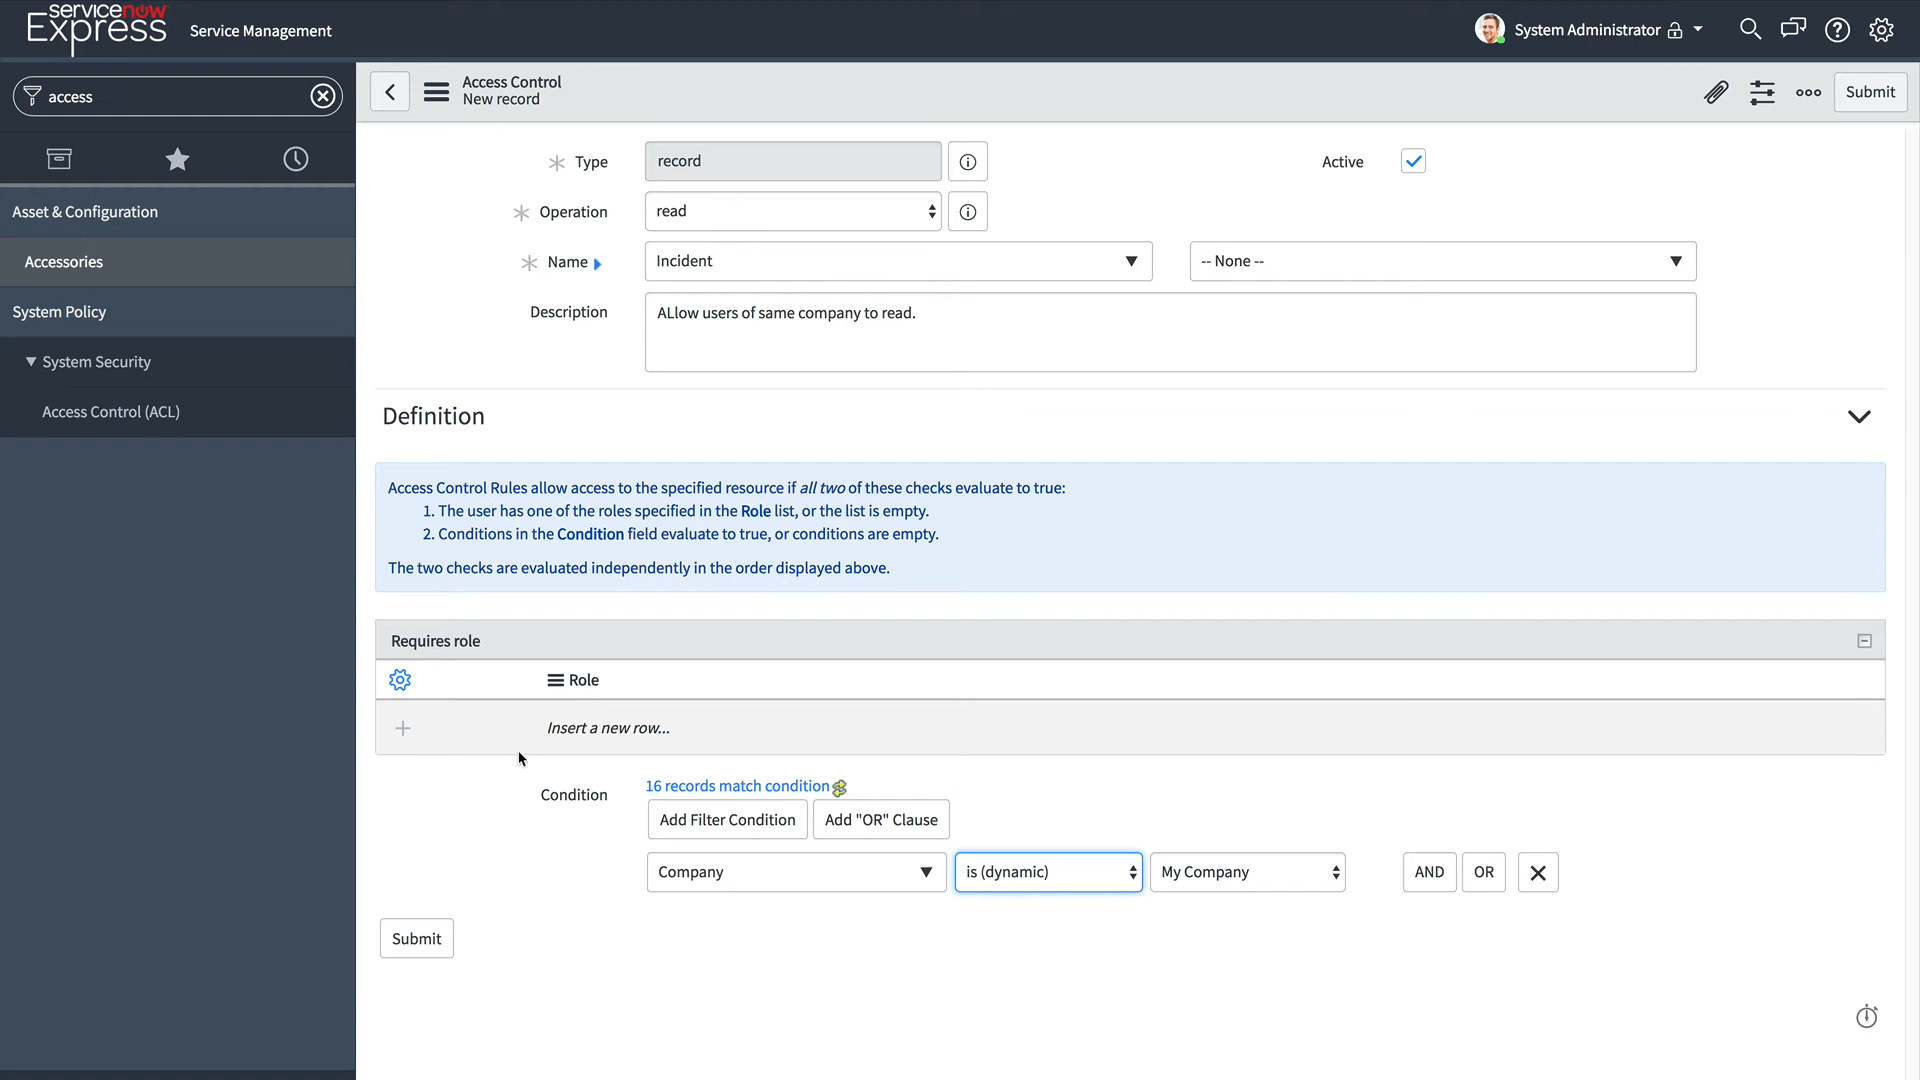 servicenow
Express
Service Management
System Administrator
access
Access Control
New record
Submit
Asset & Configuration
Accessories
System Policy
System Security
Access Control (ACL)
Type
record
Active
Operation
read
Name
Incident
-- None --
Description
ALlow users of same company to read.
Definition
Access Control Rules allow access to the specified resource if all two of these checks evaluate to true:
1. The user has one of the roles specified in the Role list, or the list is empty.
2. Conditions in the Condition field evaluate to true, or conditions are empty.
The two checks are evaluated independently in the order displayed above.
Requires role
Role
Insert a new row...
Condition
16 records match condition
Add Filter Condition
Add "OR" Clause
Company
is (dynamic)
My Company
AND
OR
Submit